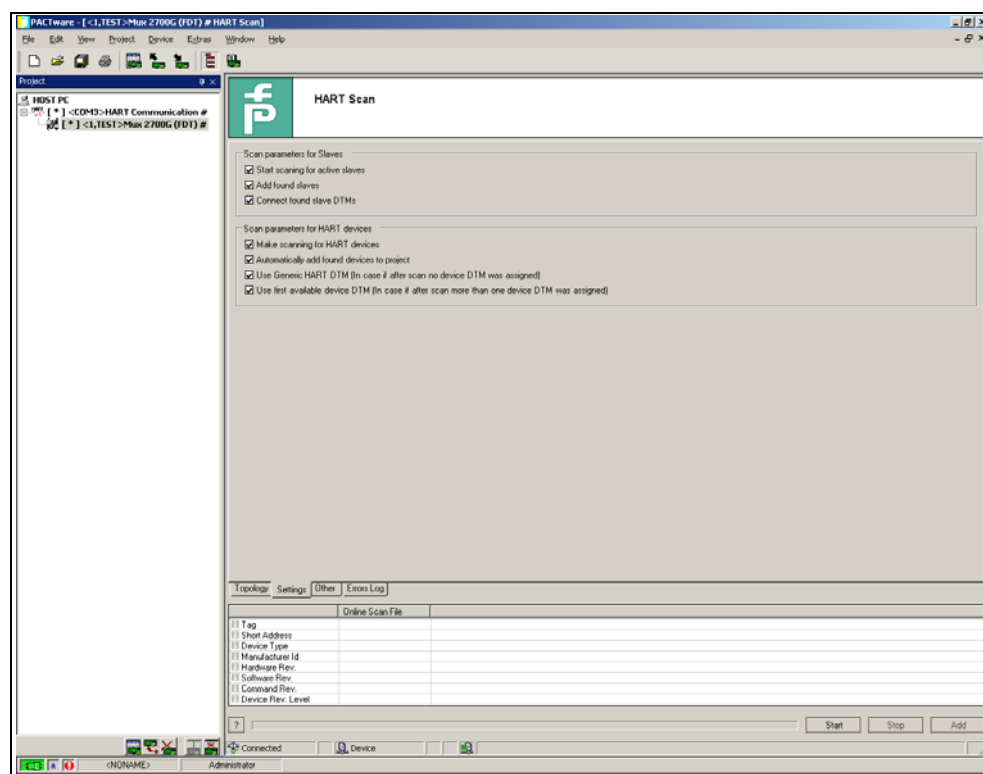 PACTware - [ <1,TEST>Mux 2700G (FDT) # HART Scan]
File Edit View Project Device Extras Window Help
Project
HOST PC
[ * ] <COM3>HART Communication #
[ * ] <1,TEST>Mux 2700G (FDT) #
HART Scan
Scan parameters for Slaves
Start scaning for active slaves
Add found slaves
Connect found slave DTMs
Scan parameters for HART devices
Make scanning for HART devices
Automatically add found devices to project
Use Generic HART DTM (In case if after scan no device DTM was assigned)
Use first available device DTM (In case if after scan more than one device DTM was assigned)
Topology Settings Other Errors Log
Online Scan File
Tag
Short Address
Device Type
Manufacturer Id
Hardware Rev.
Software Rev.
Command Rev.
Device Rev. Level
? Start Stop Add
Connected Device
<NONAME> Administrator